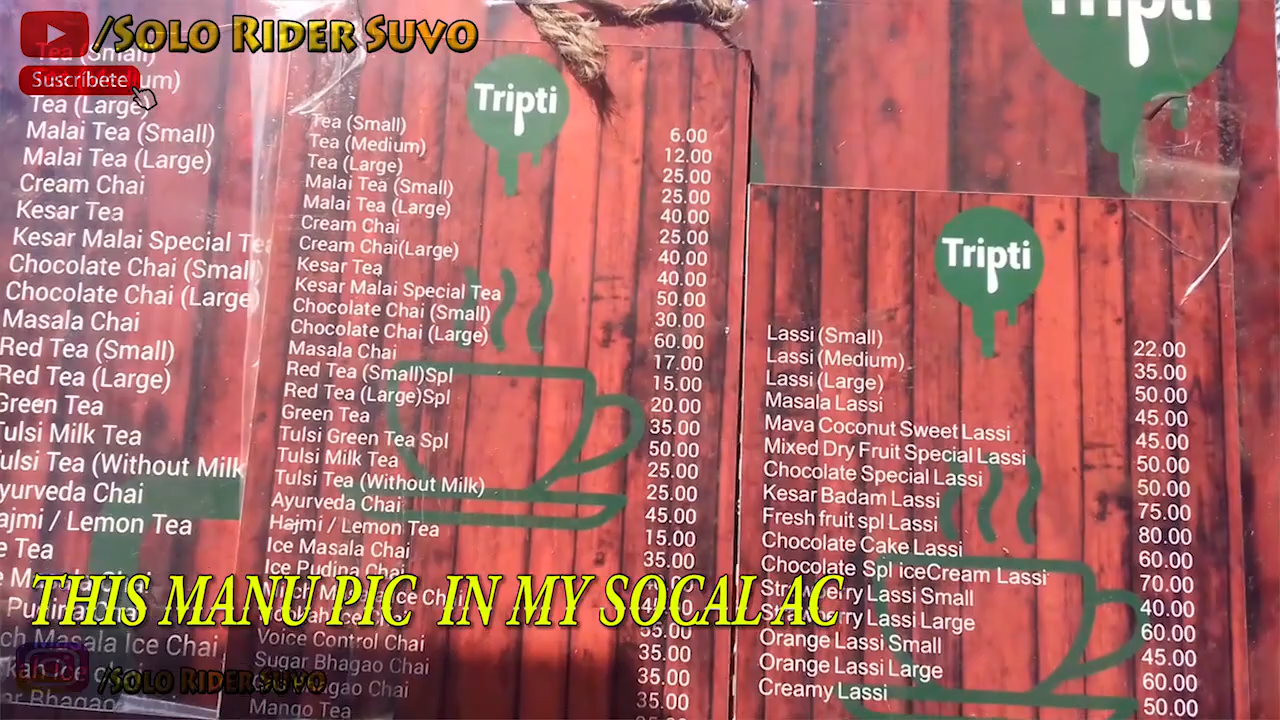 /SOLO RIDER SUVO
Suscríbete
Tea (Small)
Tea (Large)
Malai Tea (Small)
Malai Tea (Large)
Cream Chai
Kesar Tea
Kesar Malai Special Tea
Chocolate Chai (Small)
Chocolate Chai (Large)
Masala Chai
Red Tea (Small)
Red Tea (Large)
Green Tea
Tulsi Milk Tea
Tulsi Tea (Without Milk
Ayurveda Chai
Hajmi / Lemon Tea
Tripti
Tea (Small) 6.00
Tea (Medium) 12.00
Tea (Large) 25.00
Malai Tea (Small) 25.00
Malai Tea (Large) 40.00
Cream Chai 25.00
Cream Chai(Large) 40.00
Kesar Tea 40.00
Kesar Malai Special Tea 50.00
Chocolate Chai (Small) 30.00
Chocolate Chai (Large) 60.00
Masala Chai 17.00
Red Tea (Small)Spl 15.00
Red Tea (Large)Spl 20.00
Green Tea 35.00
Tulsi Green Tea Spl 50.00
Tulsi Milk Tea 25.00
Tulsi Tea (Without Milk) 25.00
Ayurveda Chai 45.00
Hajmi / Lemon Tea 15.00
Ice Masala Chai 35.00
Ice Pudina Chai
Voice Control Chai 35.00
Sugar Bhagao Chai 35.00
Mango Tea 35.00
Tripti
Tripti
Lassi (Small) 22.00
Lassi (Medium) 35.00
Lassi (Large) 50.00
Masala Lassi 45.00
Mava Coconut Sweet Lassi 45.00
Mixed Dry Fruit Special Lassi 50.00
Chocolate Special Lassi 50.00
Kesar Badam Lassi 75.00
Fresh fruit spl Lassi 80.00
Chocolate Cake Lassi 60.00
Chocolate Spl iceCream Lassi 70.00
Strawberry Lassi Small 40.00
Strawberry Lassi Large 60.00
Orange Lassi Small 45.00
Orange Lassi Large 60.00
Creamy Lassi 50.00
THIS MANU PIC IN MY SOCALAC
/SOLO RIDER SUVO